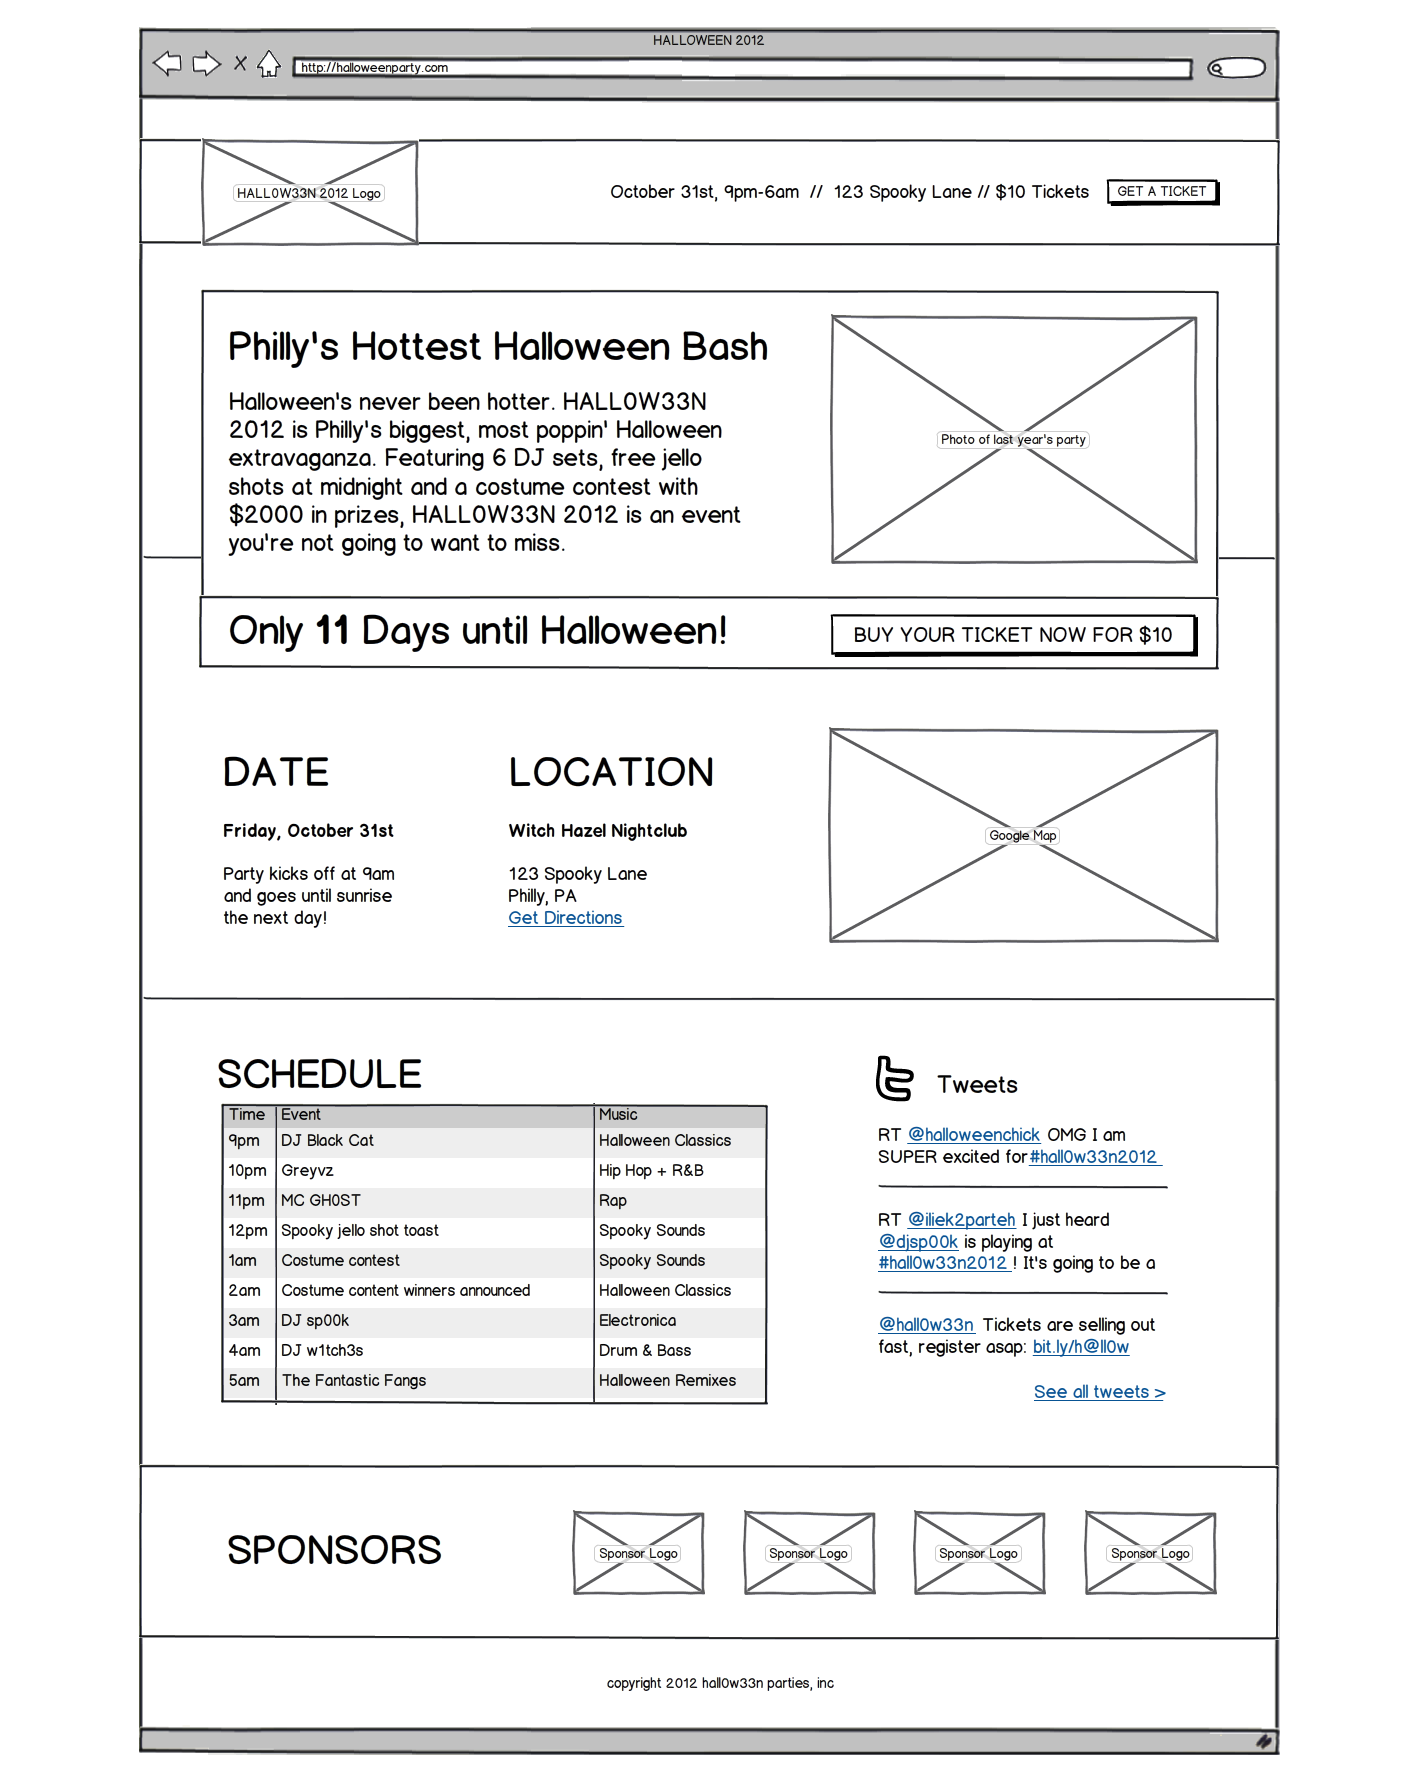 HALLOWEEN 2012
http://halloweenparty.com
HALL0W33N 2012 Logo
October 31st, 9pm-6am // 123 Spooky Lane // $10 Tickets
GET A TICKET
Philly's Hottest Halloween Bash
Halloween's never been hotter. HALL0W33N
2012 is Philly's biggest, most poppin' Halloween
extravaganza. Featuring 6 DJ sets, free jello
shots at midnight and a costume contest with
$2000 in prizes, HALL0W33N 2012 is an event
you're not going to want to miss.
Photo of last year's party
Only 11 Days until Halloween!
BUY YOUR TICKET NOW FOR $10
DATE
Friday, October 31st
Party kicks off at 9am
and goes until sunrise
the next day!
LOCATION
Witch Hazel Nightclub
123 Spooky Lane
Philly, PA
Get Directions
Google Map
SCHEDULE
Time Event Music
9pm DJ Black Cat Halloween Classics
10pm Greyvz Hip Hop + R&B
11pm MC GH0ST Rap
12pm Spooky jello shot toast Spooky Sounds
1am Costume contest Spooky Sounds
2am Costume content winners announced Halloween Classics
3am DJ sp00k Electronica
4am DJ w1tch3s Drum & Bass
5am The Fantastic Fangs Halloween Remixes
Tweets
RT @halloweenchick OMG I am
SUPER excited for #hall0w33n2012
RT @iliek2parteh I just heard
@djsp00k is playing at
#hall0w33n2012 ! It's going to be a
@hall0w33n Tickets are selling out
fast, register asap: bit.ly/h@ll0w
See all tweets >
SPONSORS
Sponsor Logo
Sponsor Logo
Sponsor Logo
Sponsor Logo
copyright 2012 hall0w33n parties, inc